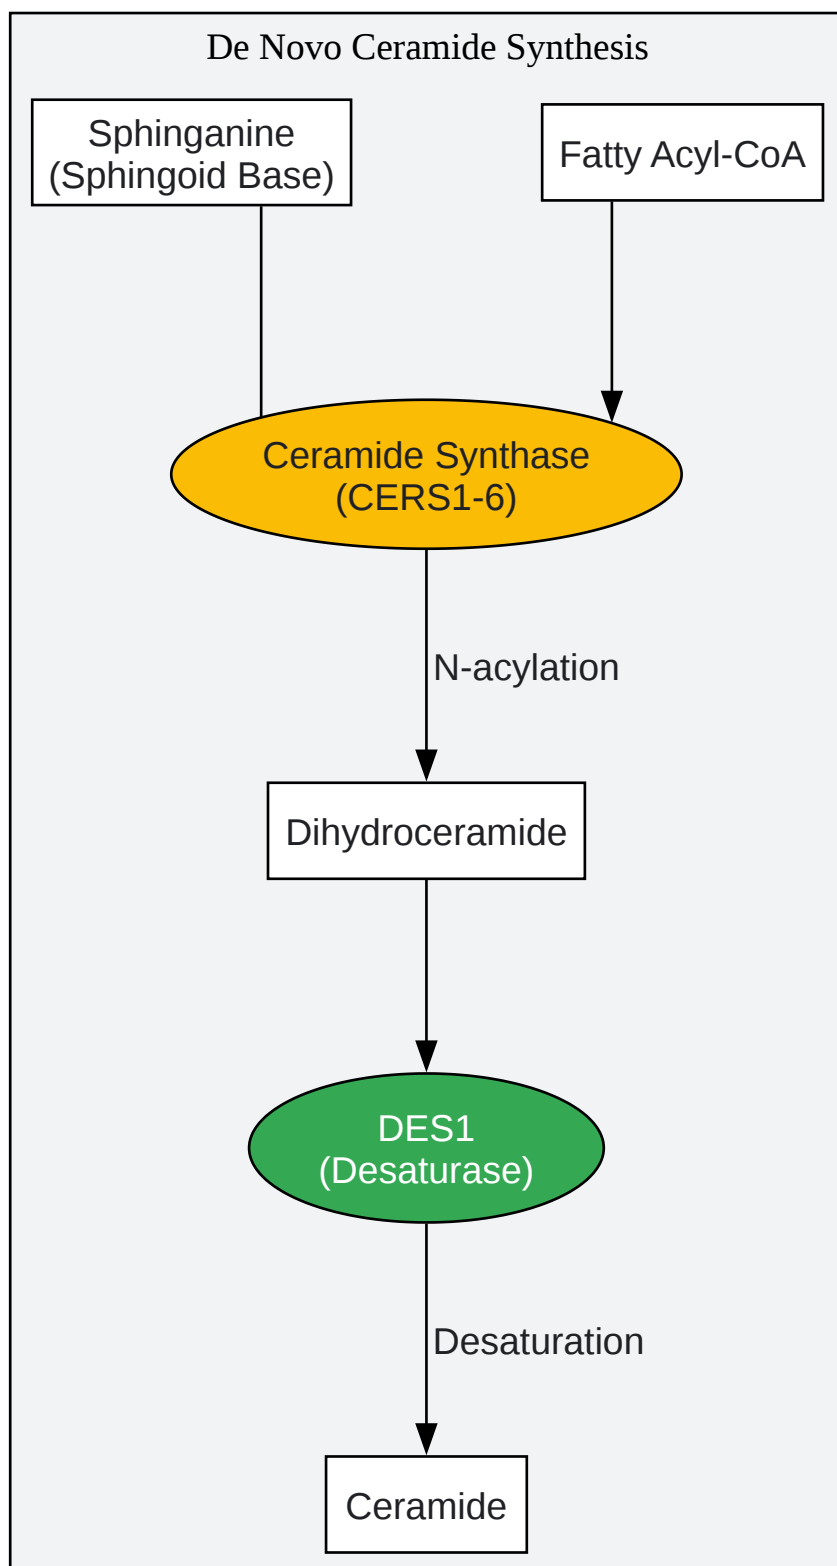 De Novo Ceramide Synthesis
Sphinganine
(Sphingoid Base)
Fatty Acyl-CoA
Ceramide Synthase
(CERS1-6)
N-acylation
Dihydroceramide
DES1
(Desaturase)
Desaturation
Ceramide